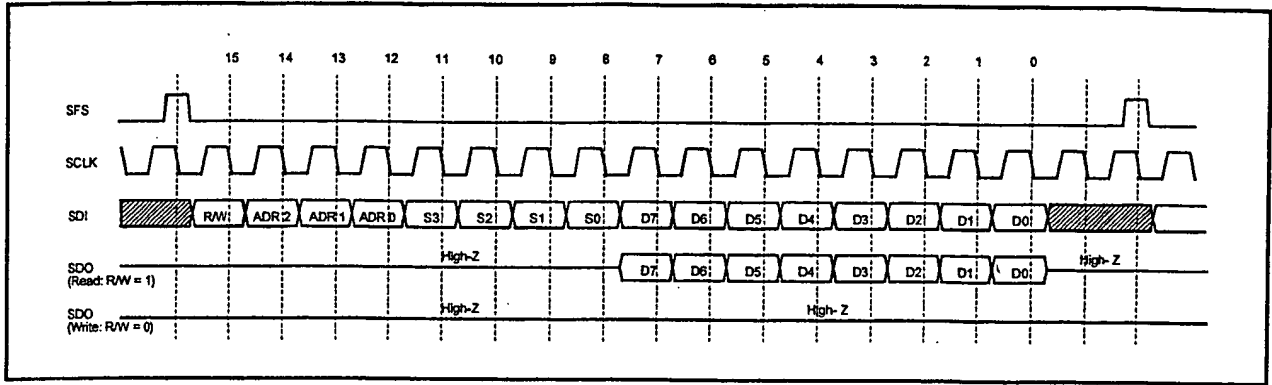 15 14 13 12 11 10 9 8 7 6 5 4 3 2 1 0
SFS
SCLK
SDI R/W ADR 2 ADR 1 ADR 0 S3 S2 S1 S0 D7 D6 D5 D4 D3 D2 D1 D0
High-Z High-Z
SDO D7 D6 D5 D4 D3 D2 D1 D0
(Read: R/W = 1)
High-Z High-Z
SDO
(Write: R/W = 0)